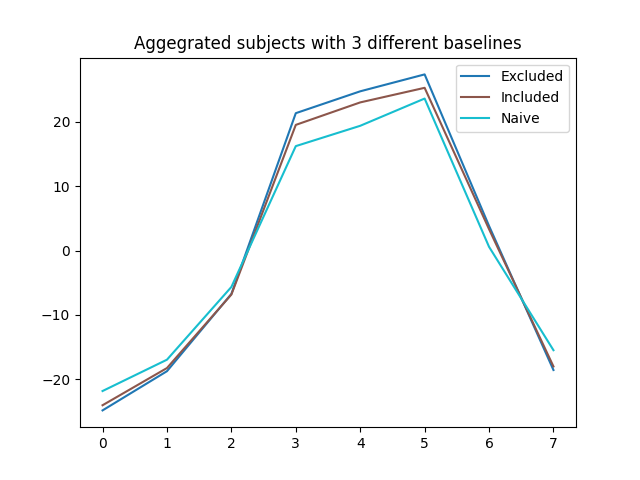 Aggegrated subjects with 3 different baselines
Excluded
Included
Naive
20
10
0
−10
−20
0 1 2 3 4 5 6 7